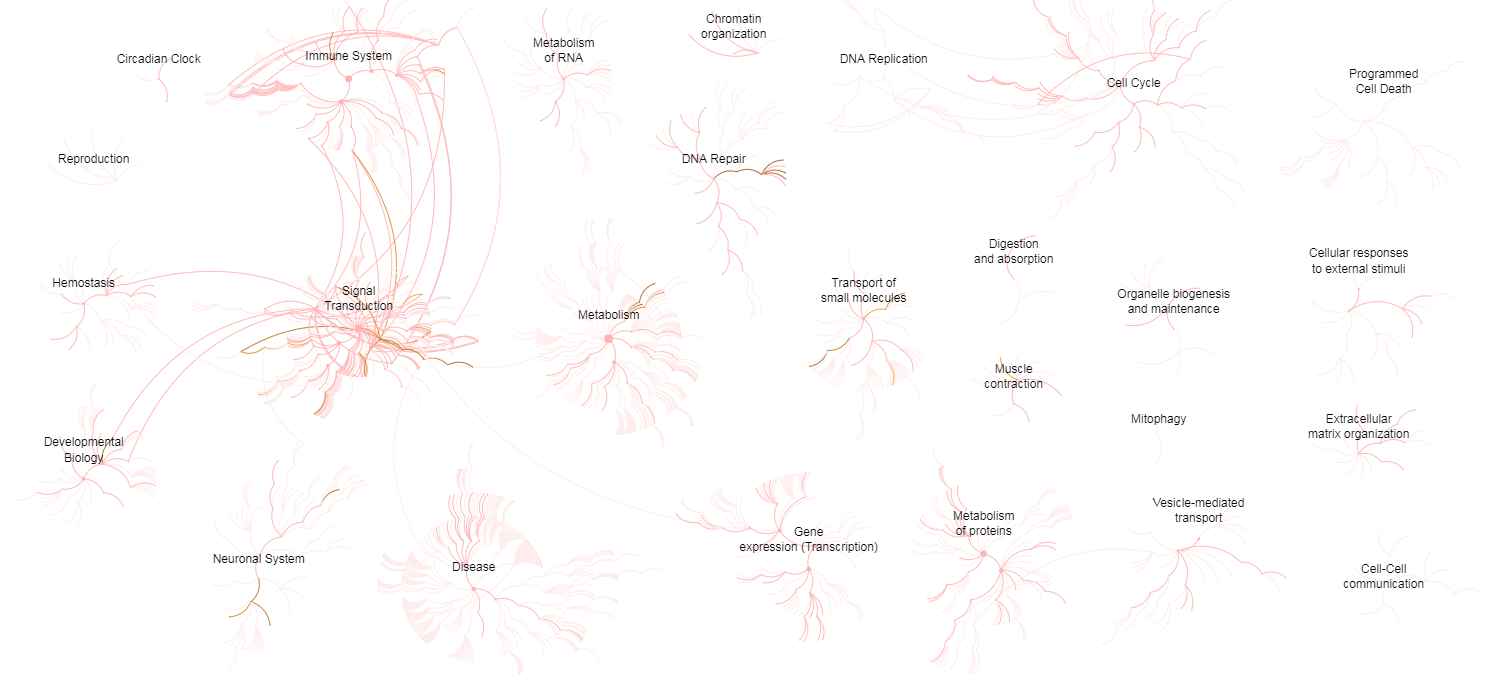 Circadian Clock
Immune System
Metabolism
of RNA
Chromatin
organization
DNA Replication
Cell Cycle
Programmed
Cell Death
Reproduction
DNA Repair
Hemostasis
Signal
Transduction
Metabolism
Transport of
small molecules
Digestion
and absorption
Organelle biogenesis
and maintenance
Cellular responses
to external stimuli
Muscle
contraction
Mitophagy
Extracellular
matrix organization
Developmental
Biology
Neuronal System
Disease
Gene
expression (Transcription)
Metabolism
of proteins
Vesicle-mediated
transport
Cell-Cell
communication